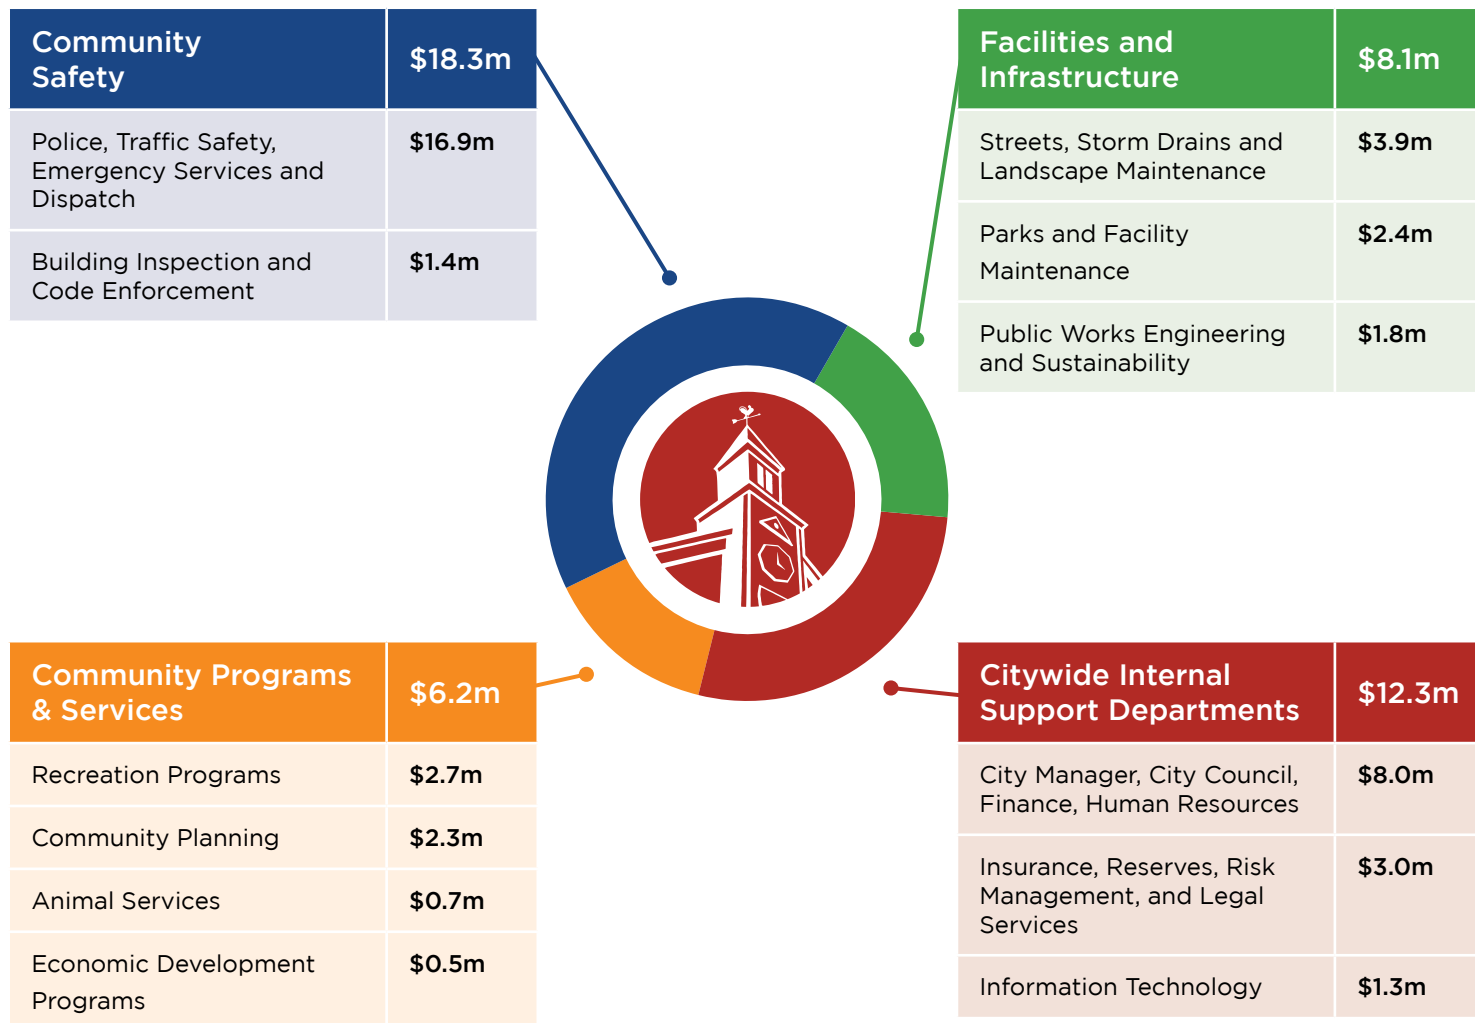 Community
Safety
$18.3m
Police, Traffic Safety,
Emergency Services and
Dispatch
$16.9m
Building Inspection and
Code Enforcement
$1.4m
Facilities and
Infrastructure
$8.1m
Streets, Storm Drains and
Landscape Maintenance
$3.9m
Parks and Facility
Maintenance
$2.4m
Public Works Engineering
and Sustainability
$1.8m
Community Programs
& Services
$6.2m
Recreation Programs
$2.7m
Community Planning
$2.3m
Animal Services
$0.7m
Economic Development
Programs
$0.5m
Citywide Internal
Support Departments
$12.3m
City Manager, City Council,
Finance, Human Resources
$8.0m
Insurance, Reserves, Risk
Management, and Legal
Services
$3.0m
Information Technology
$1.3m